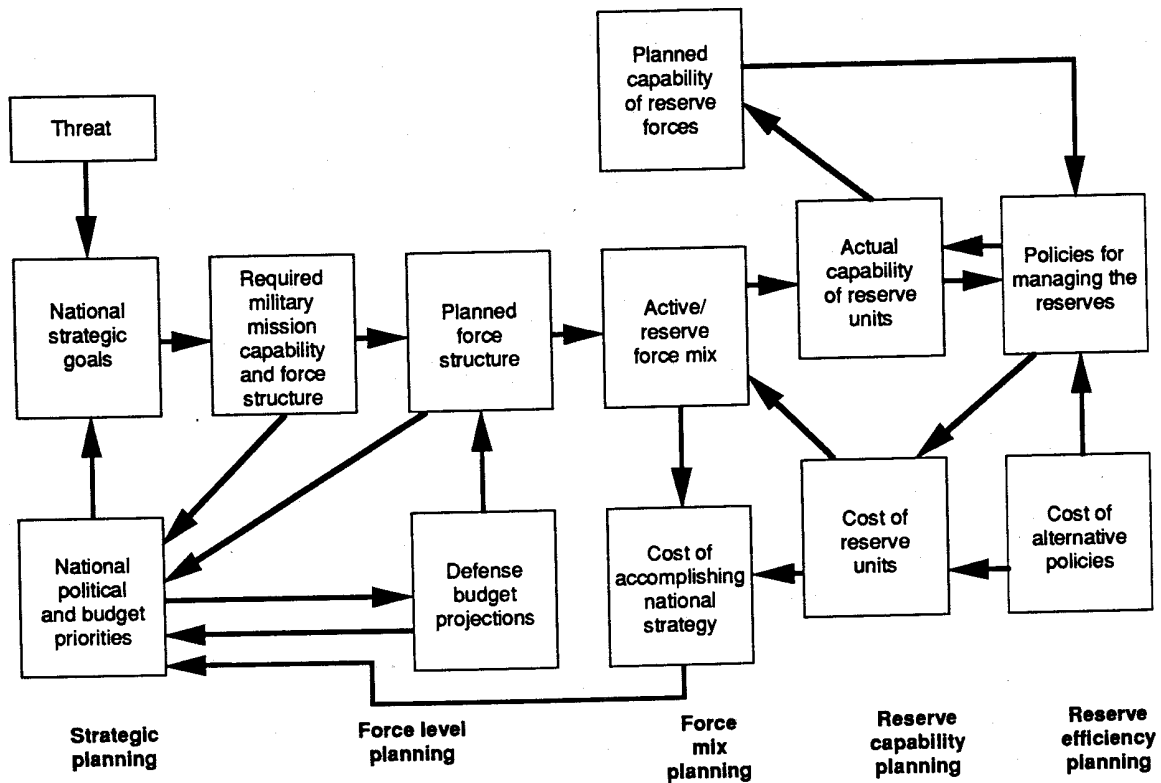 Planned
capability
of reserve
forces
Threat
National
strategic
goals
Required
military
mission
capability
and force
structure
Planned
force
structure
Active/
reserve
force mix
Actual
capability
of reserve
units
Policies for
managing the
reserves
National
political
and budget
priorities
Defense
budget
projections
Cost of
accomplishing
national
strategy
Cost of
reserve
units
Cost of
alternative
policies
Strategic
planning
Force level
planning
Force
mix
planning
Reserve
capability
planning
Reserve
efficiency
planning